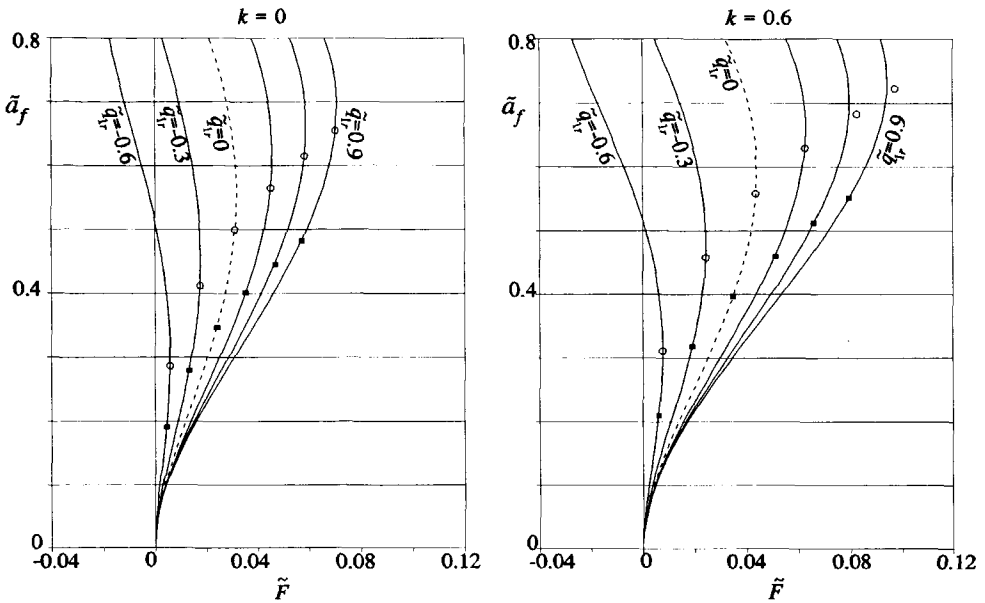 k = 0
0.8
ã_f
0.4
0
-0.04
0
0.04
0.08
0.12
F̃
q̃_1r=-0.6
q̃_1r=-0.3
q̃_1r=0
q̃_1r=0.9
k = 0.6
0.8
ã_f
0.4
0
-0.04
0
0.04
0.08
0.12
F̃
q̃_1r=-0.6
q̃_1r=-0.3
q̃_1r=0
q̃_1r=0.9